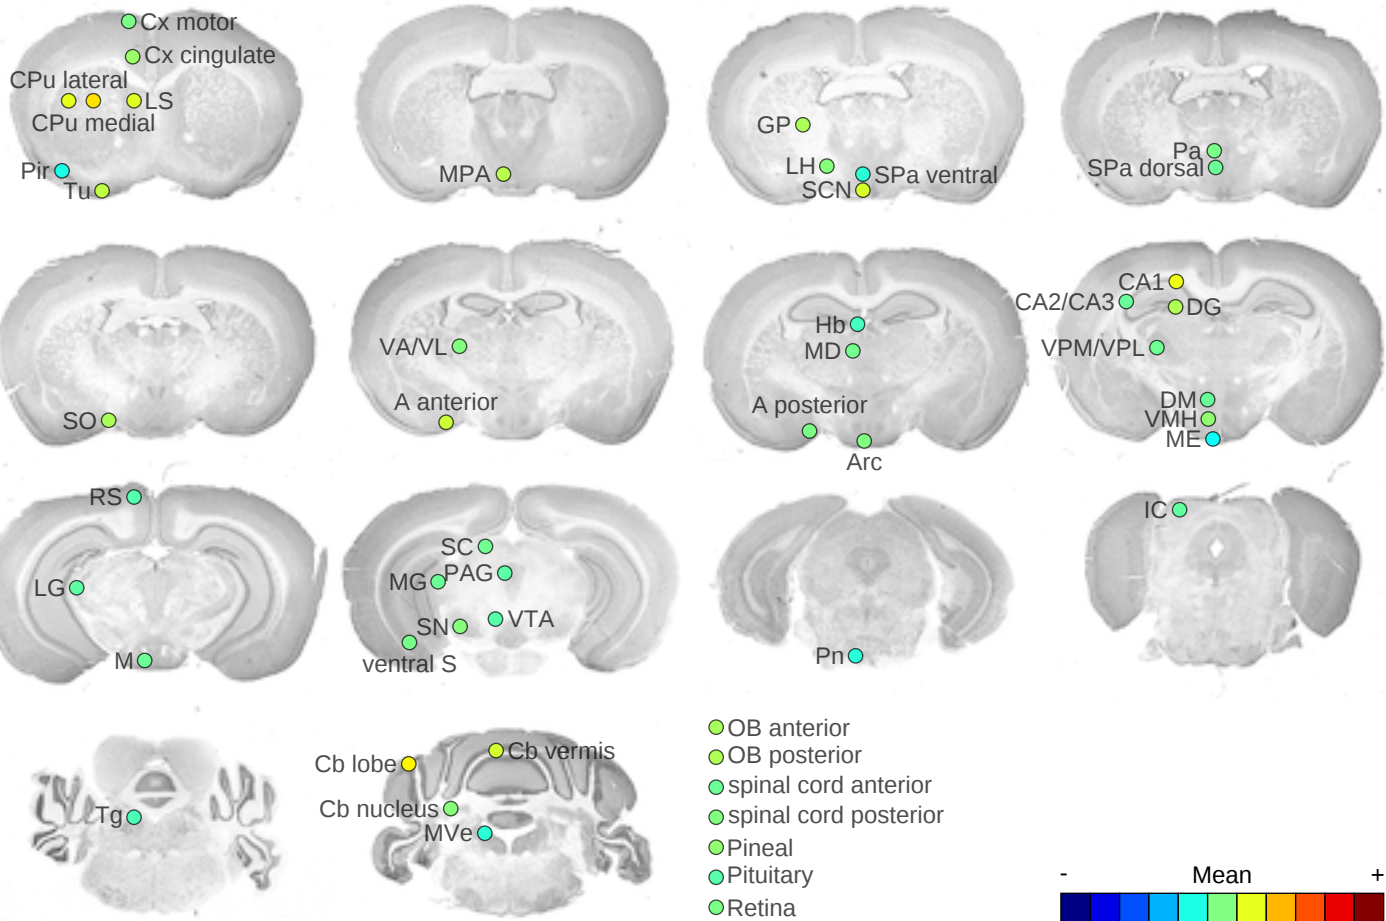 Cx motor
Cx cingulate
CPu lateral
LS
CPu medial
Pir
Tu
MPA
GP
LH
SPa ventral
SCN
Pa
SPa dorsal
SO
VA/VL
A anterior
Hb
MD
A posterior
Arc
CA1
CA2/CA3
DG
VPM/VPL
DM
VMH
ME
RS
LG
M
SC
MG
PAG
SN
VTA
ventral S
Pn
IC
Tg
Cb lobe
Cb vermis
Cb nucleus
MVe
OB anterior
OB posterior
spinal cord anterior
spinal cord posterior
Pineal
Pituitary
Retina
- Mean +